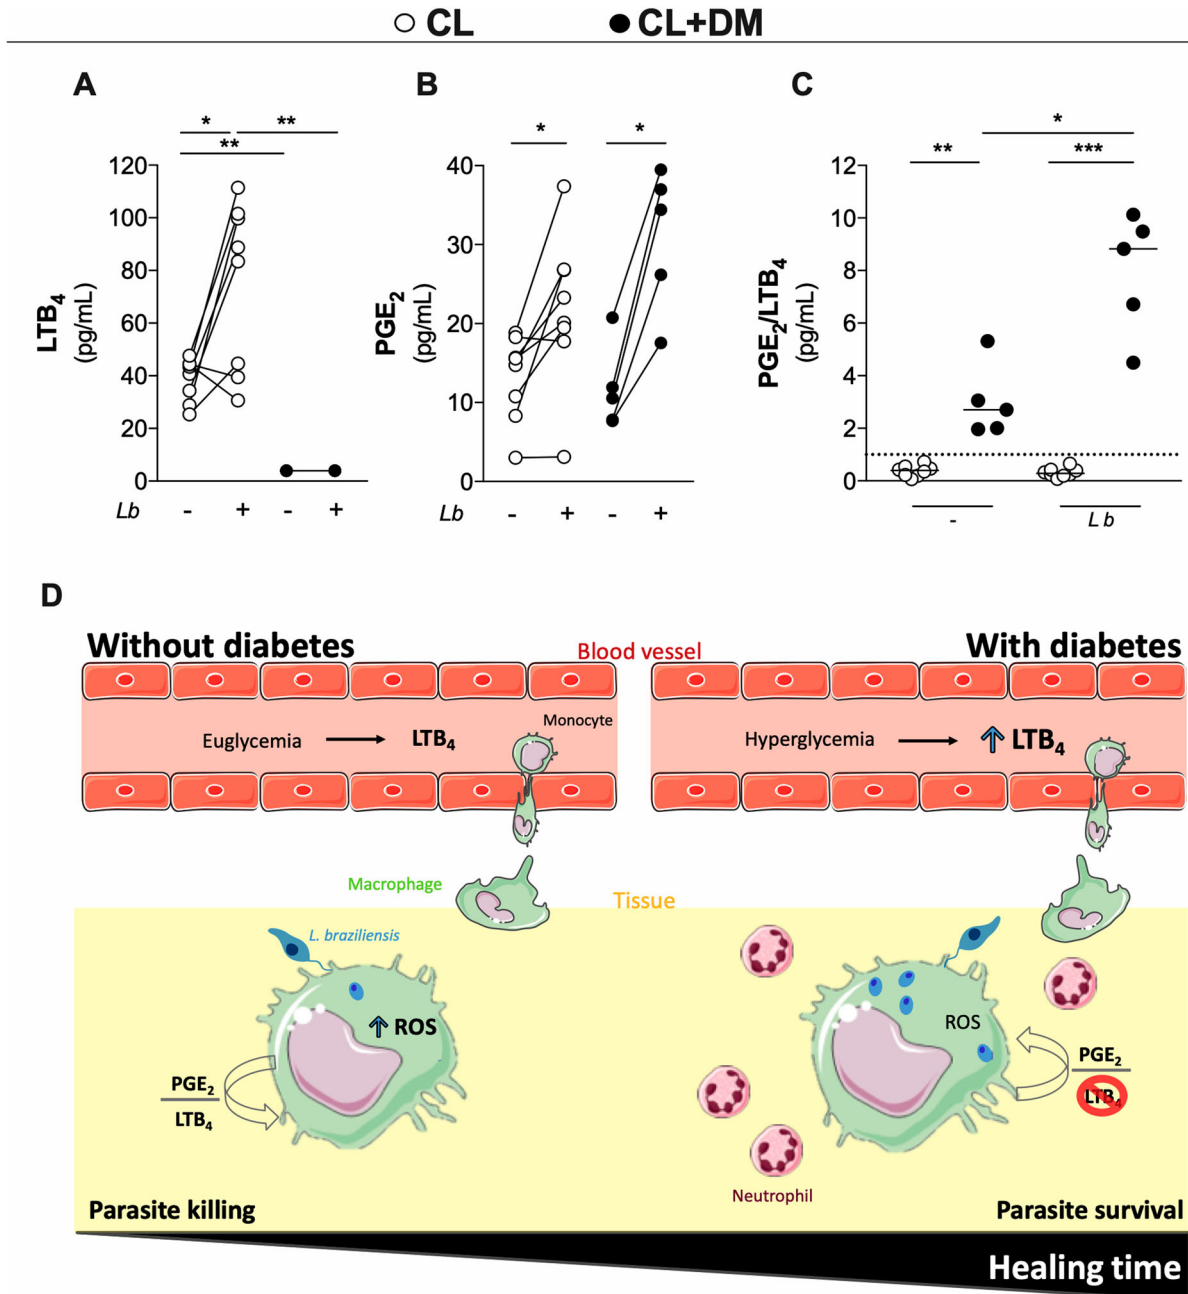 CL CL+DM
A B C
* ** * * *
** ** ***
LTB4
(pg/mL)
120
100
80
60
40
20
0
Lb - + - +
PGE2
(pg/mL)
40
30
20
10
0
Lb - + - +
PGE2/LTB4
(pg/mL)
12
10
8
6
4
2
0
- Lb
D
Without diabetes
Blood vessel
With diabetes
Monocyte
Euglycemia LTB4
Hyperglycemia ↑ LTB4
Macrophage
Tissue
L. braziliensis
↑ ROS
ROS
PGE2
LTB4
PGE2
LTB4
Neutrophil
Parasite killing
Parasite survival
Healing time